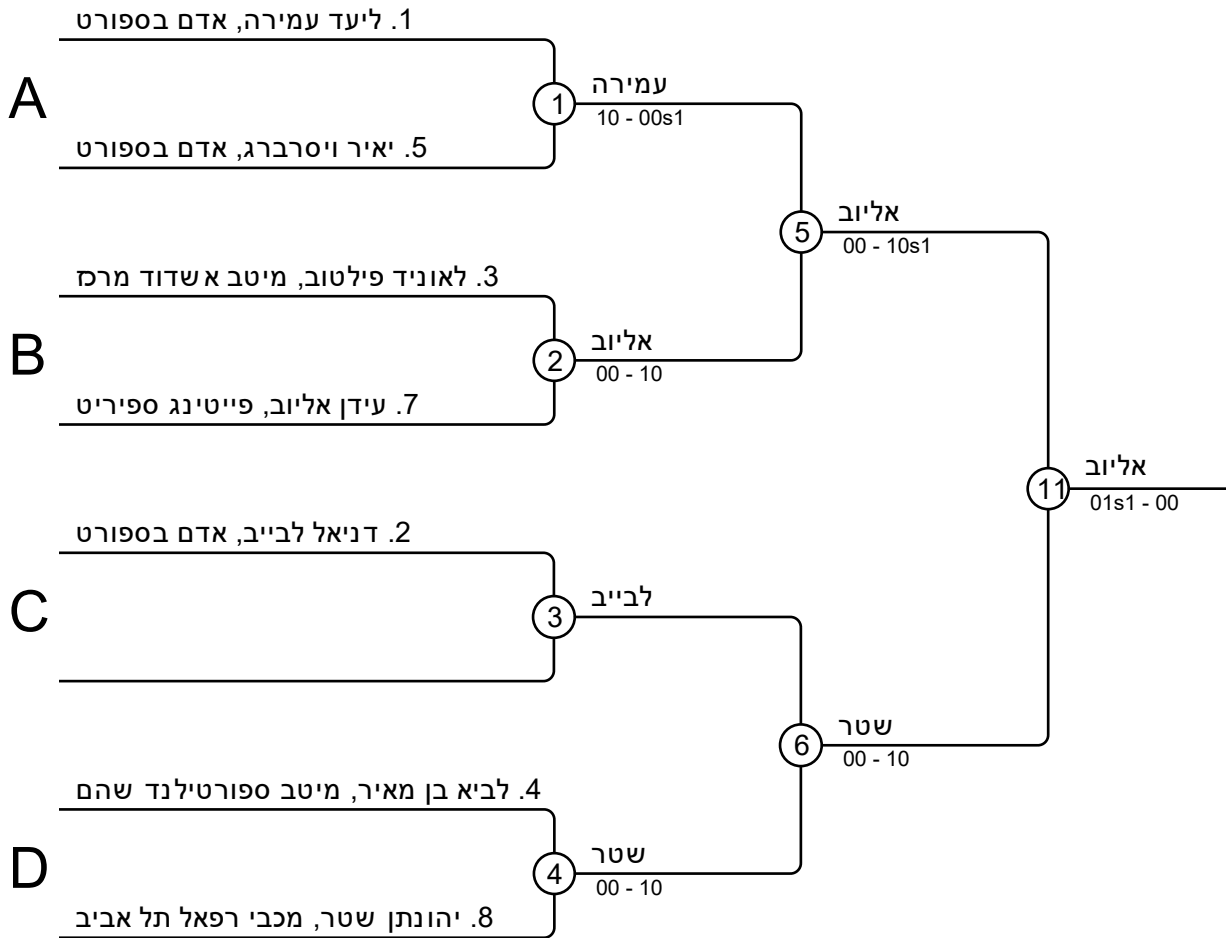 1. ליעד עמירה, אדם בספורט
A
1
עמירה
10 - 00s1
5. יאיר ויסרברג, אדם בספורט
5
אליוב
00 - 10s1
3. לאוניד פילטוב, מיטב אשדוד מרכז
B
2
אליוב
00 - 10
7. עידן אליוב, פייטינג ספיריט
11
אליוב
01s1 - 00
2. דניאל לבייב, אדם בספורט
C
3
לבייב
6
שטר
00 - 10
4. לביא בן מאיר, מיטב ספורטילנד שהם
D
4
שטר
00 - 10
8. יהונתן שטר, מכבי רפאל תל אביב